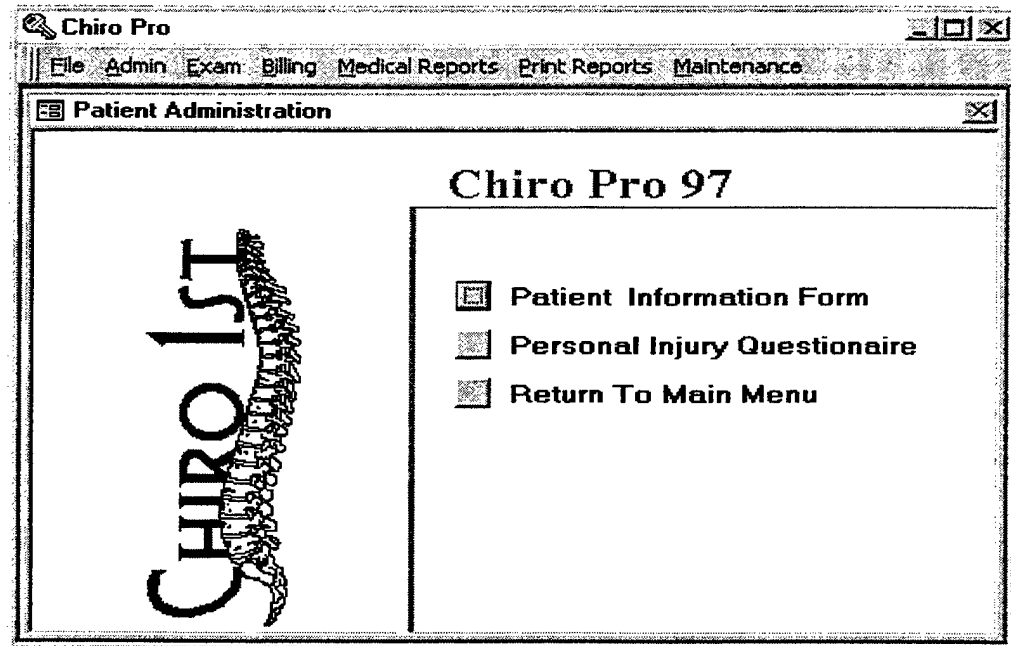 Chiro Pro
File Admin Exam Billing Medical Reports Print Reports Maintenance
Patient Administration
Chiro Pro 97
CHIRO 1ST
Patient Information Form
Personal Injury Questionaire
Return To Main Menu